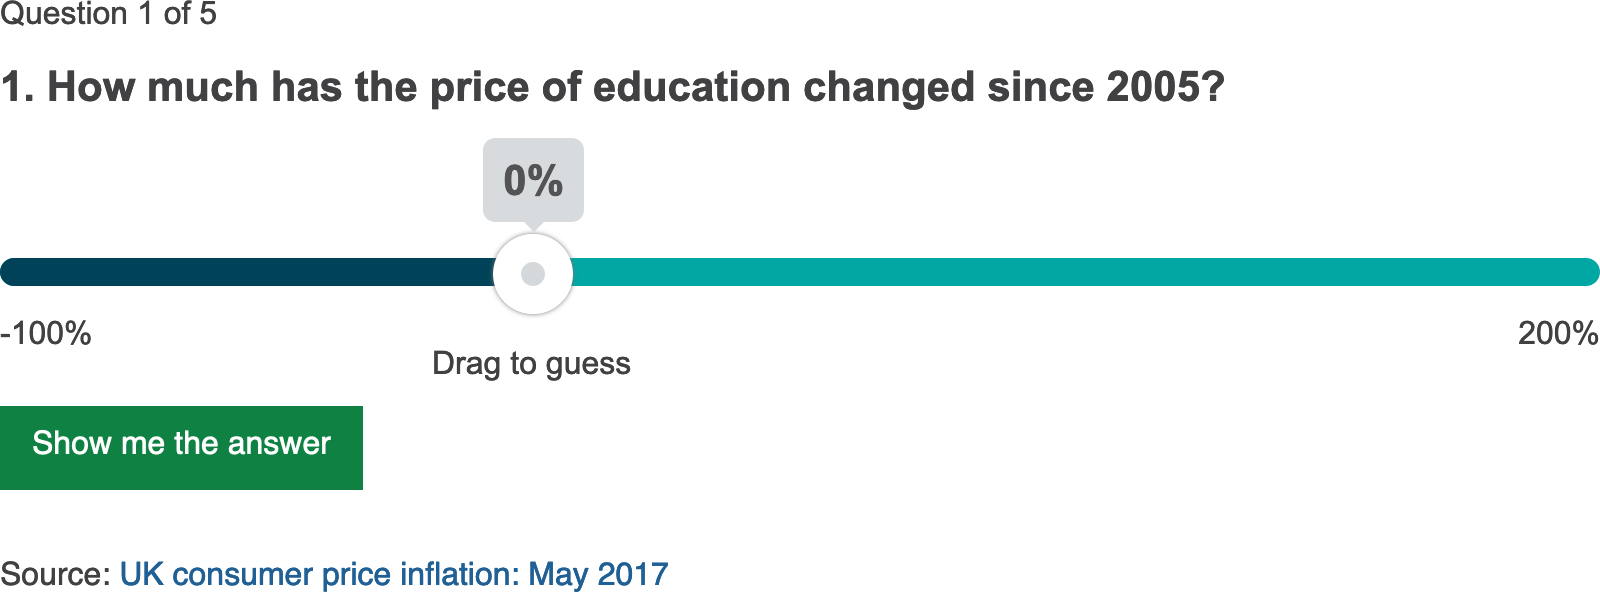 Question 1 of 5
1. How much has the price of education changed since 2005?
0%
-100%
200%
Drag to guess
Show me the answer
Source: UK consumer price inflation: May 2017